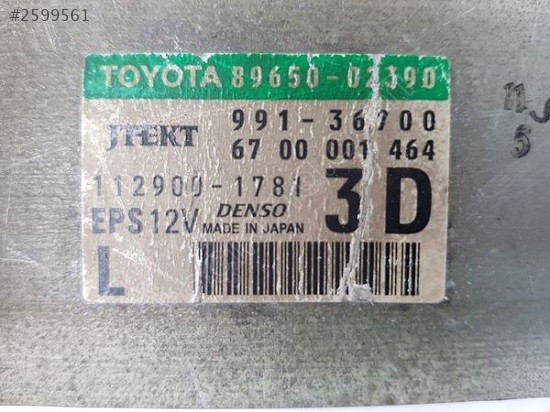 #2599561
TOYOTA 89650-02390
JTEKT 991-36700
67 00 001 464
112900-1781
EPS12V DENSO 3D
MADE IN JAPAN
L